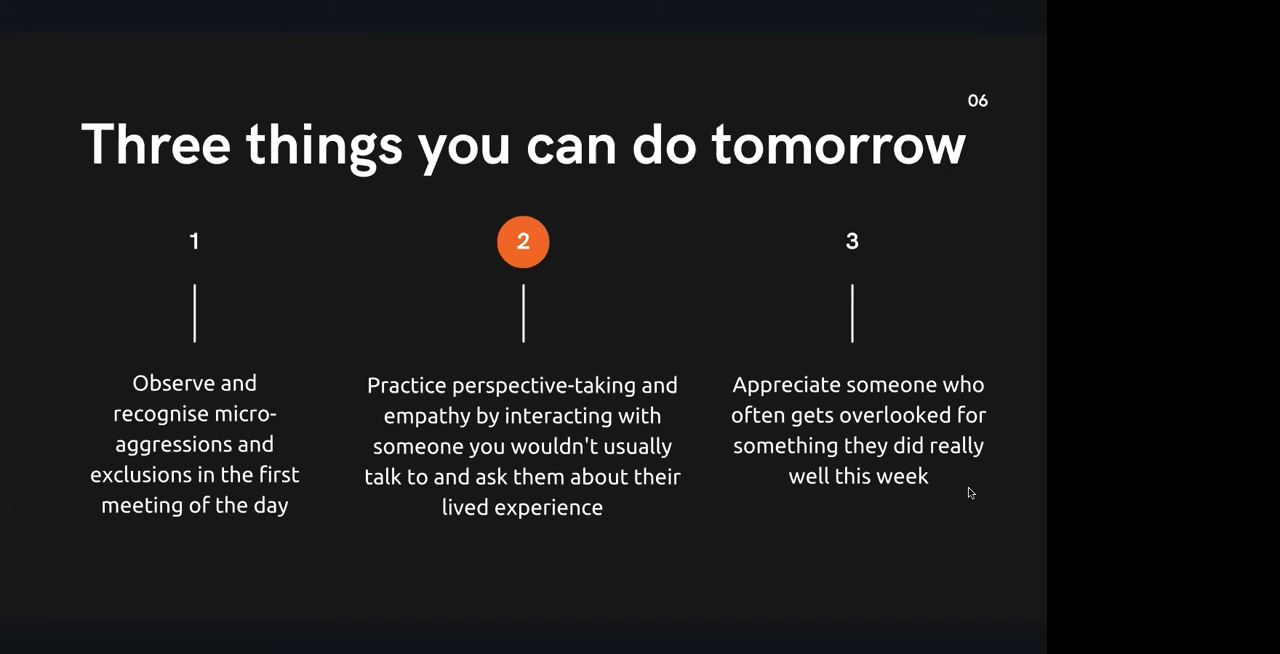 06
Three things you can do tomorrow
1
Observe and
recognise micro-
aggressions and
exclusions in the first
meeting of the day
2
Practice perspective-taking and
empathy by interacting with
someone you wouldn't usually
talk to and ask them about their
lived experience
3
Appreciate someone who
often gets overlooked for
something they did really
well this week